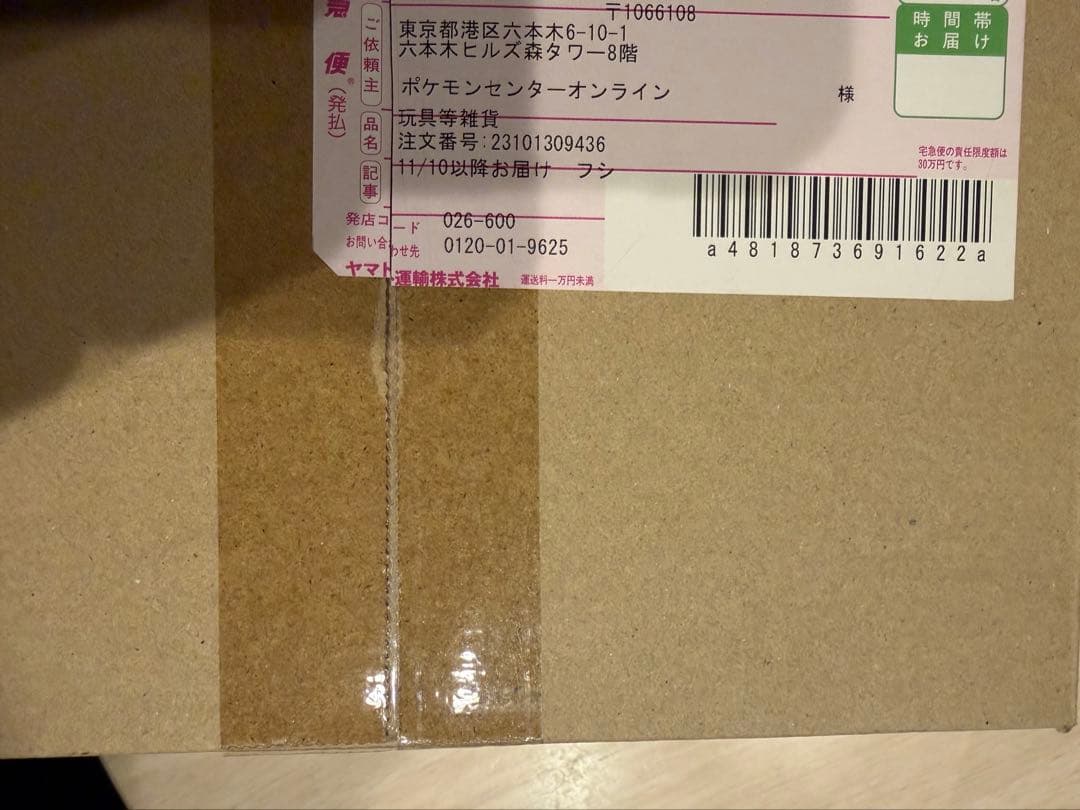 〒1066108
東京都港区六本木6-10-1
六本木ヒルズ森タワー8階
ポケモンセンターオンライン 様
玩具等雑貨
注文番号:23101309436
11/10以降お届け フシ
急便®(発払)
ご依頼主
品名
記事
発店コード 026-600
お問い合わせ先 0120-01-9625
ヤマト運輸株式会社 運送料一万円未満
時間帯
お届け
宅急便の責任限度額は
30万円です。
a481873691622a